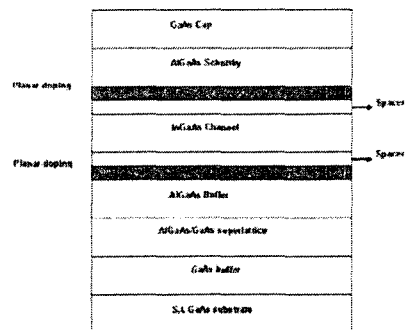 GaAs Cap
AlGaAs Schottky
Planar doping
Spacer
InGaAs Channel
Spacer
Planar doping
AlGaAs Buffer
AlGaAs/GaAs superlattice
GaAs buffer
S.I. GaAs substrate